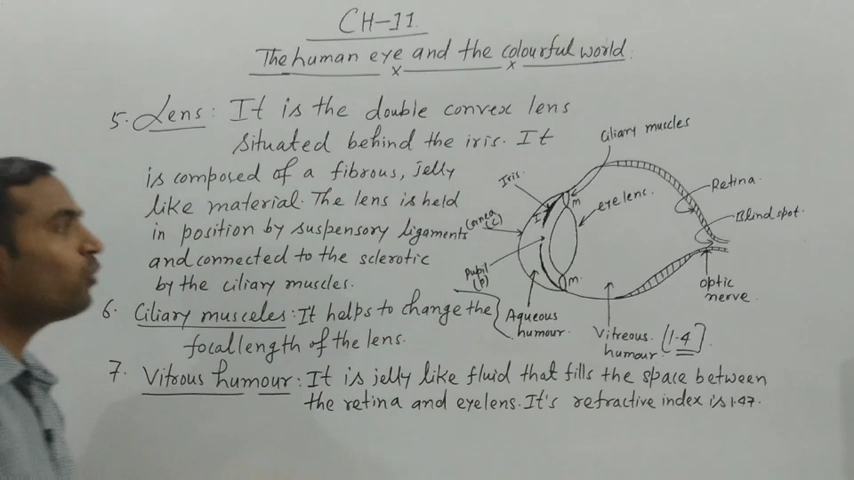 CH-11.
The human eye and the colourful world.
5. Lens: It is the double convex lens
situated behind the iris. It
is composed of a fibrous, jelly
like material. The lens is held
in position by suspensory ligaments
and connected to the sclerotic
by the ciliary muscles.
6. Ciliary musceles: It helps to change the
focal length of the lens.
7. Vitrous humour: It is jelly like fluid that fills the space between
the retina and eyelens. It's refractive index is 1.47.
Ciliary muscles
Iris.
Retina.
eye lens.
Cornea (C)
Blind spot.
I
m
Pupil (P)
m.
optic
nerve.
Aqueous
humour.
Vitreous
humour [1.4].